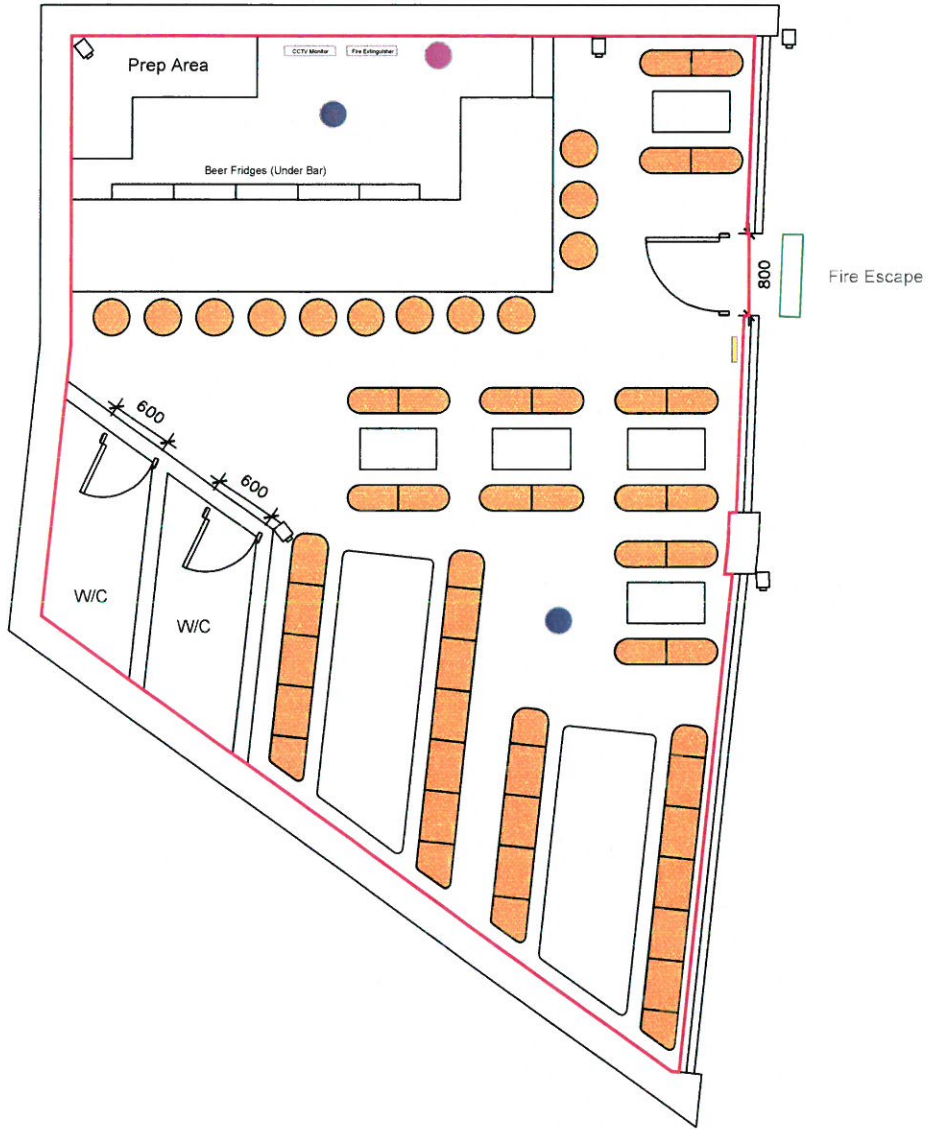 CCTV Monitor
Fire Extinguisher
Prep Area
Beer Fridges (Under Bar)
800
Fire Escape
600
600
W/C
W/C